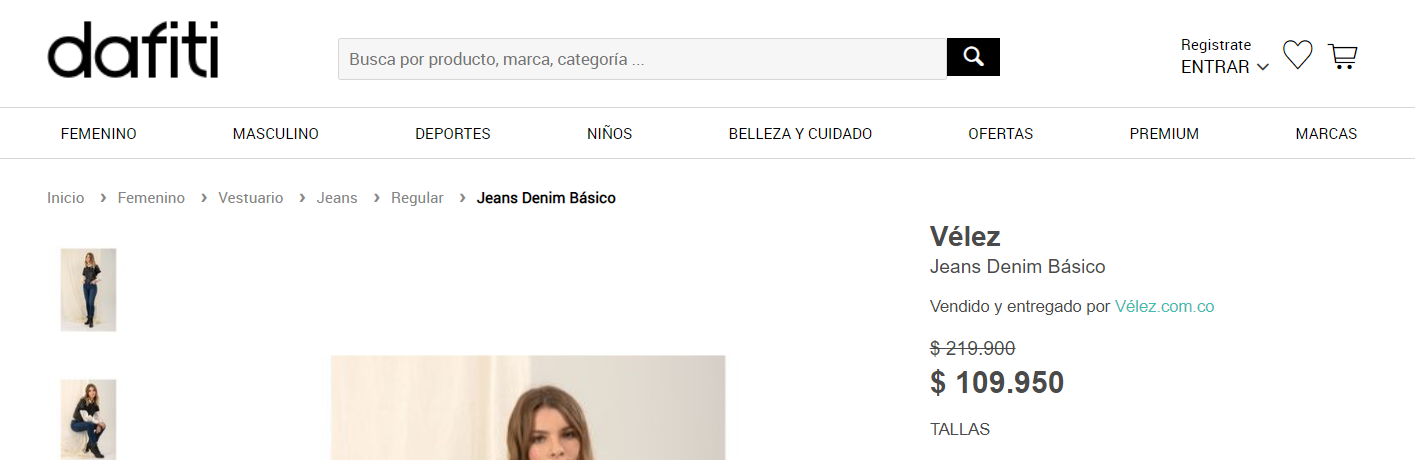 dafiti
Busca por producto, marca, categoría ...
Registrate
ENTRAR
FEMENINO MASCULINO DEPORTES NIÑOS BELLEZA Y CUIDADO OFERTAS PREMIUM MARCAS
Inicio › Femenino › Vestuario › Jeans › Regular › Jeans Denim Básico
Vélez
Jeans Denim Básico
Vendido y entregado por Vélez.com.co
$ 219.900
$ 109.950
TALLAS